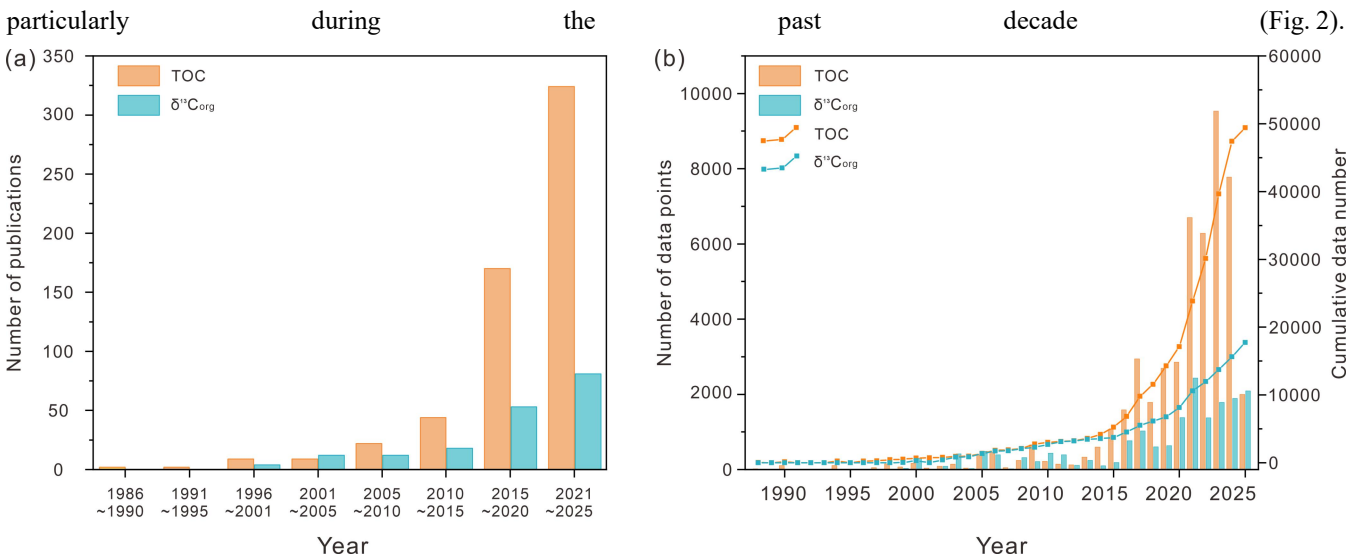 particularly during the past decade (Fig. 2).
(a)
TOC
δ¹³Corg
Number of publications
350
300
250
200
150
100
50
0
1986 ~1990
1991 ~1995
1996 ~2001
2001 ~2005
2006 ~2010
2010 ~2015
2015 ~2020
2021 ~2025
Year
(b)
TOC
δ¹³Corg
TOC
δ¹³Corg
Number of data points
10000
8000
6000
4000
2000
0
Cumulative data number
60000
50000
40000
30000
20000
10000
0
1990 1995 2000 2005 2010 2015 2020 2025
Year